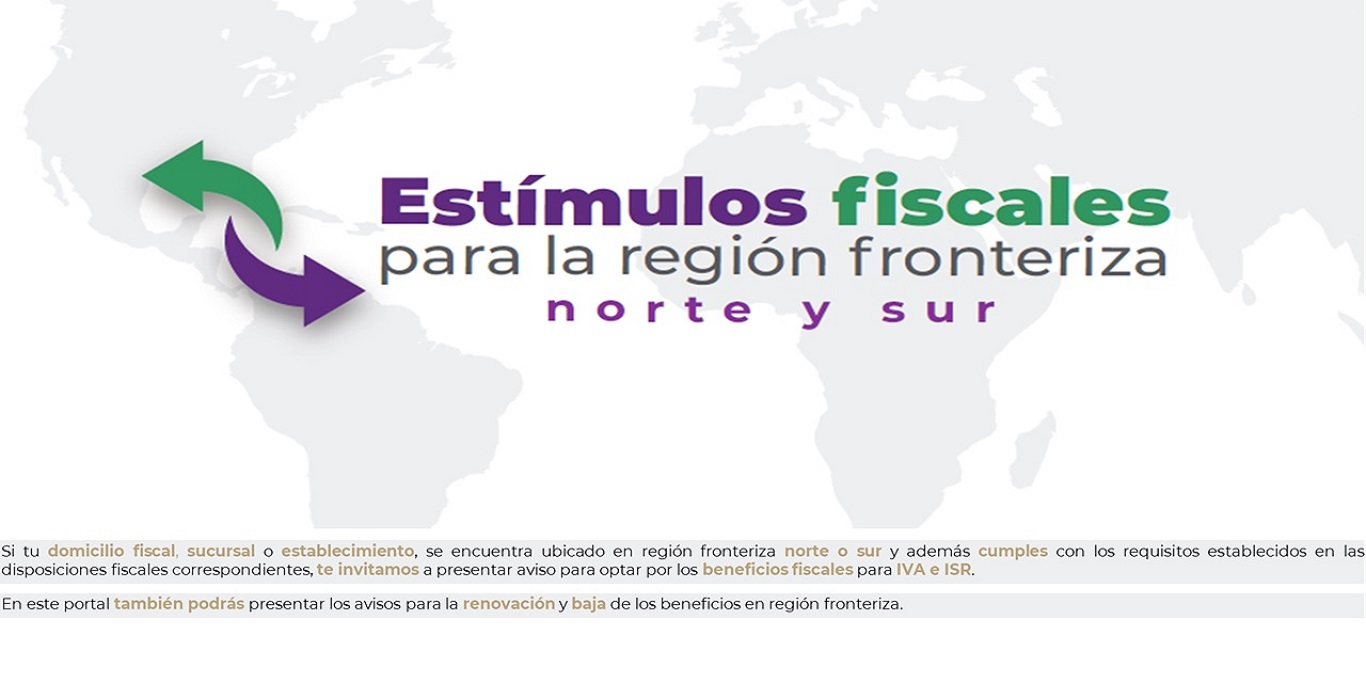 Estímulos fiscales
para la región fronteriza
norte y sur
Si tu domicilio fiscal, sucursal o establecimiento, se encuentra ubicado en región fronteriza norte o sur y además cumples con los requisitos establecidos en las
disposiciones fiscales correspondientes, te invitamos a presentar aviso para optar por los beneficios fiscales para IVA e ISR.
En este portal también podrás presentar los avisos para la renovación y baja de los beneficios en región fronteriza.